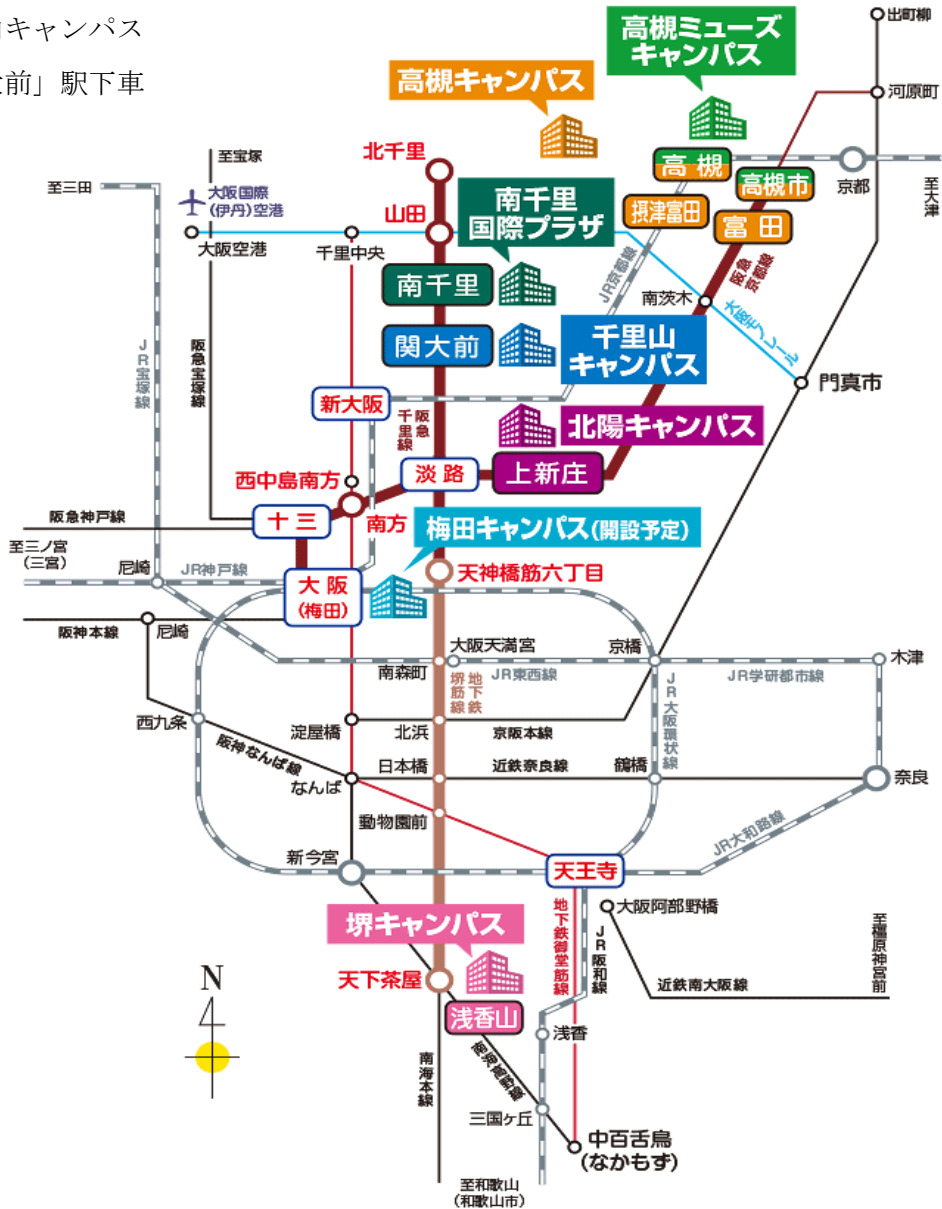 キャンパス
前」駅下車
高槻ミューズ
キャンパス
高槻キャンパス
出町柳
河原町
至宝塚
北千里
高槻
高槻市
京都
至大津
至三田
大阪国際
(伊丹)空港
山田
南千里
国際プラザ
摂津富田
富田
大阪空港
千里中央
JR京都線
阪急
京都線
南千里
南茨木
大阪モノレール
関大前
千里山
キャンパス
門真市
JR宝塚線
阪急宝塚線
新大阪
阪急
千里線
北陽キャンパス
西中島南方
淡路
上新庄
阪急神戸線
十三
南方
梅田キャンパス(開設予定)
至三ノ宮
(三宮)
尼崎
JR神戸線
大阪
(梅田)
天神橋筋六丁目
阪神本線
尼崎
大阪天満宮
京橋
木津
南森町
JR東西線
JR学研都市線
地下鉄
堺筋線
JR大阪環状線
西九条
淀屋橋
北浜
京阪本線
阪神なんば線
日本橋
近鉄奈良線
鶴橋
なんば
奈良
動物園前
JR大和路線
新今宮
天王寺
堺キャンパス
地下鉄御堂筋線
JR阪和線
大阪阿部野橋
至橿原神宮前
天下茶屋
近鉄南大阪線
N
浅香山
浅香
南海高野線
南海本線
三国ヶ丘
中百舌鳥
(なかもず)
至和歌山
(和歌山市)